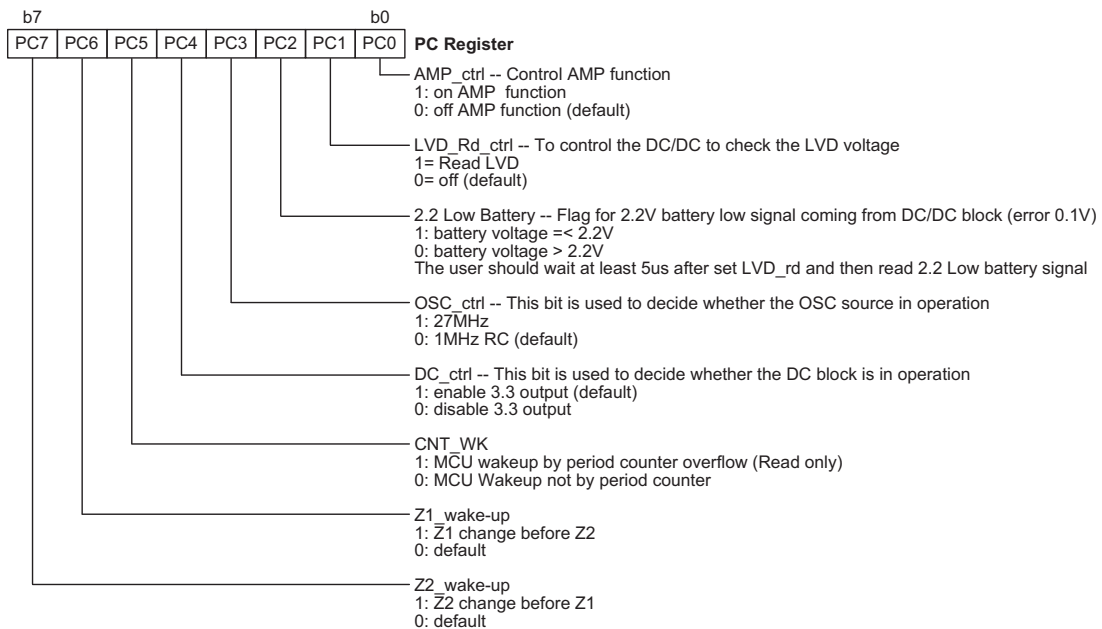 b7 b0
PC7 PC6 PC5 PC4 PC3 PC2 PC1 PC0 PC Register
AMP_ctrl -- Control AMP function
1: on AMP function
0: off AMP function (default)
LVD_Rd_ctrl -- To control the DC/DC to check the LVD voltage
1= Read LVD
0= off (default)
2.2 Low Battery -- Flag for 2.2V battery low signal coming from DC/DC block (error 0.1V)
1: battery voltage =< 2.2V
0: battery voltage > 2.2V
The user should wait at least 5us after set LVD_rd and then read 2.2 Low battery signal
OSC_ctrl -- This bit is used to decide whether the OSC source in operation
1: 27MHz
0: 1MHz RC (default)
DC_ctrl -- This bit is used to decide whether the DC block is in operation
1: enable 3.3 output (default)
0: disable 3.3 output
CNT_WK
1: MCU wakeup by period counter overflow (Read only)
0: MCU Wakeup not by period counter
Z1_wake-up
1: Z1 change before Z2
0: default
Z2_wake-up
1: Z2 change before Z1
0: default